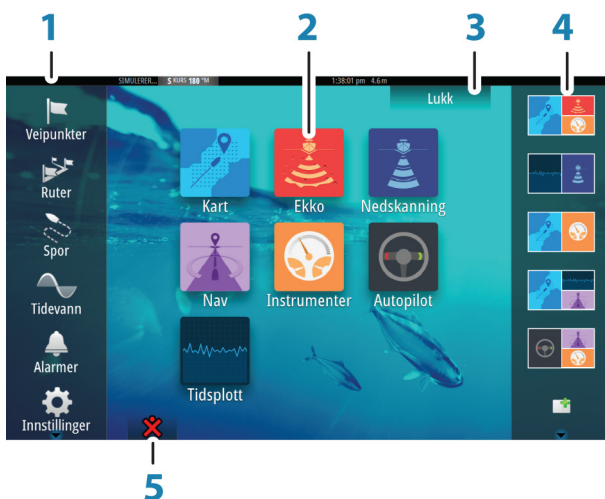 1
2
3
4
SIMULERER... S KURS 180 °M
1:38:01 pm 4.6 m
Lukk
Veipunkter
Ruter
Spor
Tidevann
Alarmer
Innstillinger
Kart
Ekko
Nedskanning
Nav
Instrumenter
Autopilot
Tidsplott
5